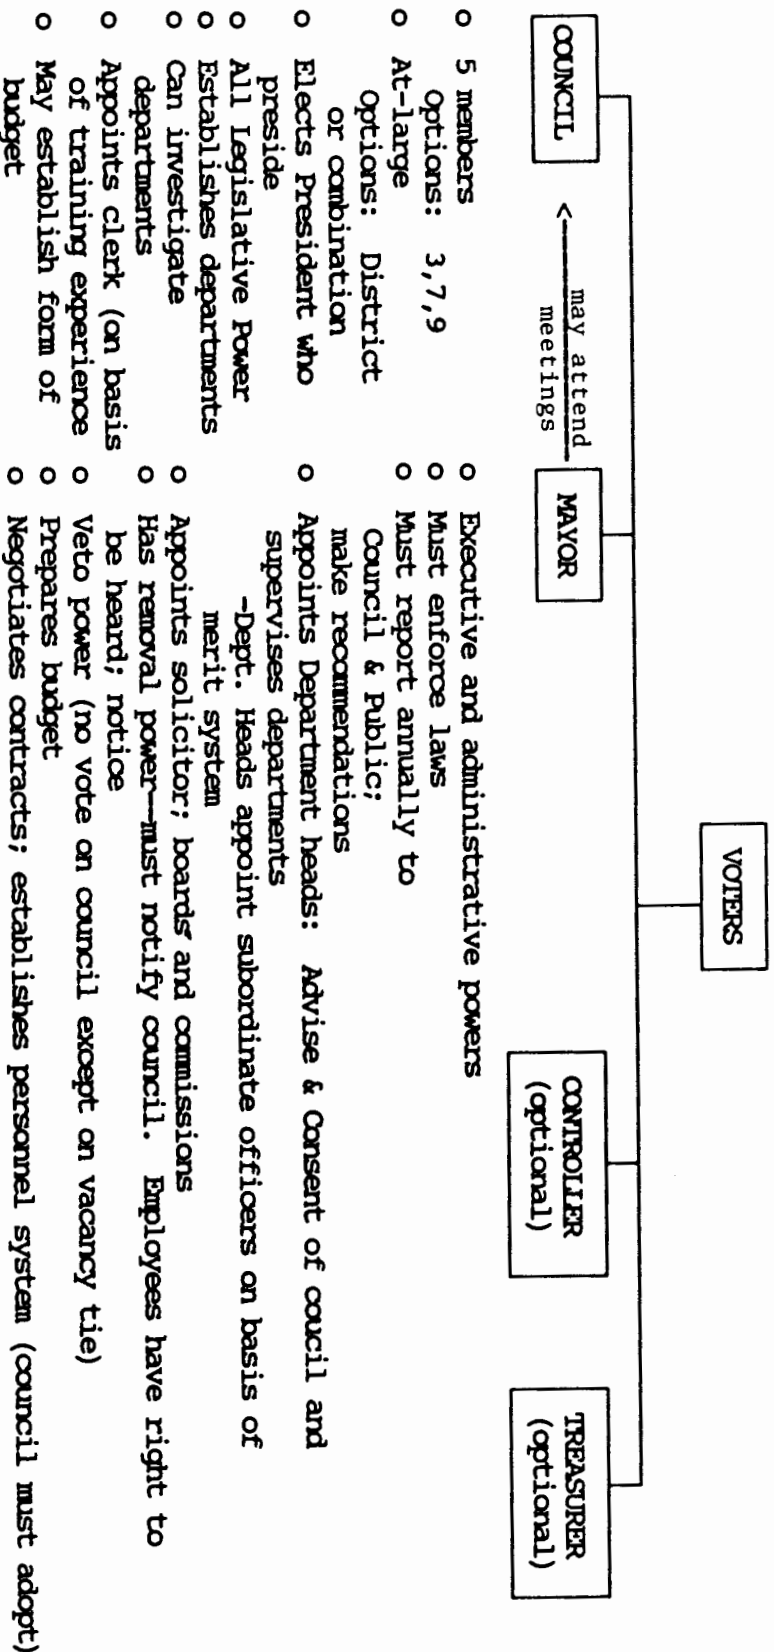 VOTERS
COUNCIL
may attend
meetings
MAYOR
CONTROLLER
(optional)
TREASURER
(optional)
o 5 members
Options: 3,7,9
o At-large
Options: District
or combination
o Elects President who
preside
o All Legislative Power
o Establishes departments
o Can investigate
departments
o Appoints clerk (on basis
of training experience
o May establish form of
budget
o Executive and administrative powers
o Must enforce laws
o Must report annually to
Council & Public;
make recommendations
o Appoints Department heads: Advise & Consent of coucil and
supervises departments
-Dept. Heads appoint subordinate officers on basis of
merit system
o Appoints solicitor; boards and commissions
o Has removal power--must notify council. Employees have right to
be heard; notice
o Veto power (no vote on council except on vacancy tie)
o Prepares budget
o Negotiates contracts; establishes personnel system (council must adopt)